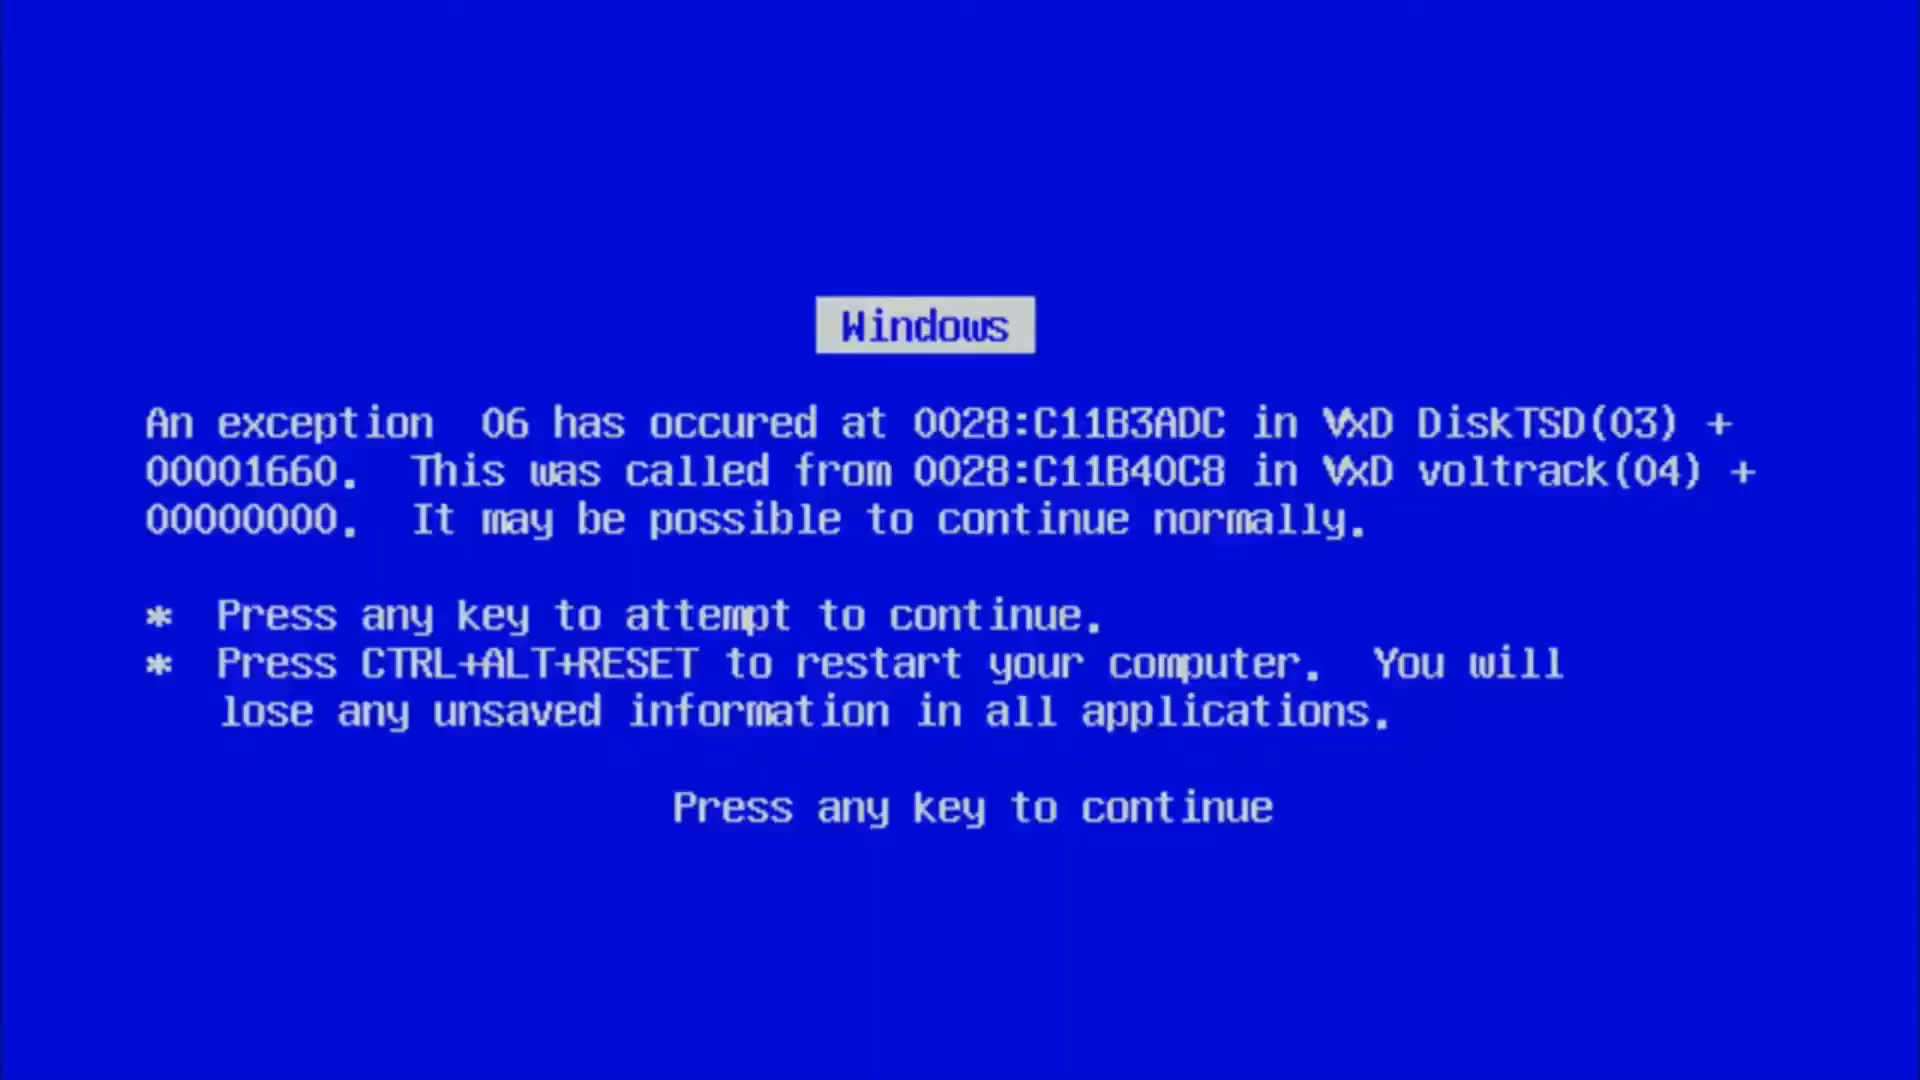 Windows
An exception  06 has occured at 0028:C11B3ADC in VxD DiskTSD(03) +
00001660.  This was called from 0028:C11B40C8 in VxD voltrack(04) +
00000000.  It may be possible to continue normally.
*  Press any key to attempt to continue.
*  Press CTRL+ALT+RESET to restart your computer.  You will
lose any unsaved information in all applications.
Press any key to continue